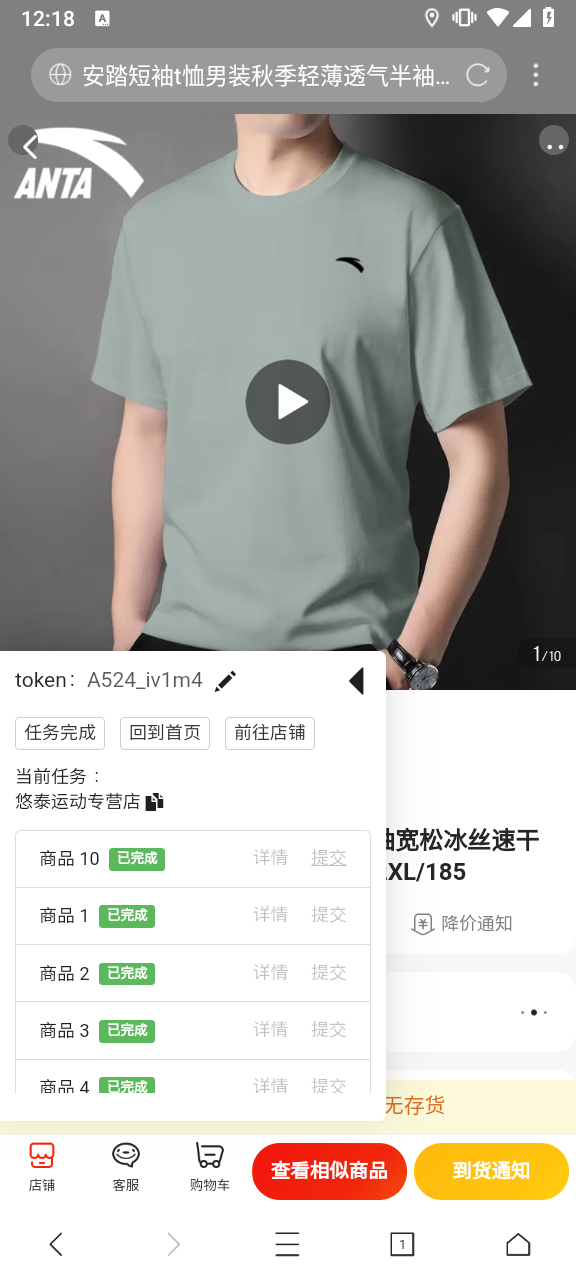 12:18
A
安踏短袖t恤男装秋季轻薄透气半袖...
ANTA
1/10
token： A524_iv1m4
任务完成 回到首页 前往店铺
当前任务：
悠泰运动专营店
商品 10 已完成 详情 提交
商品 1 已完成 详情 提交
商品 2 已完成 详情 提交
商品 3 已完成 详情 提交
商品 4 已完成 详情 提交
袖宽松冰丝速干
2XL/185
降价通知
无存货
店铺 客服 购物车 查看相似商品 到货通知
1